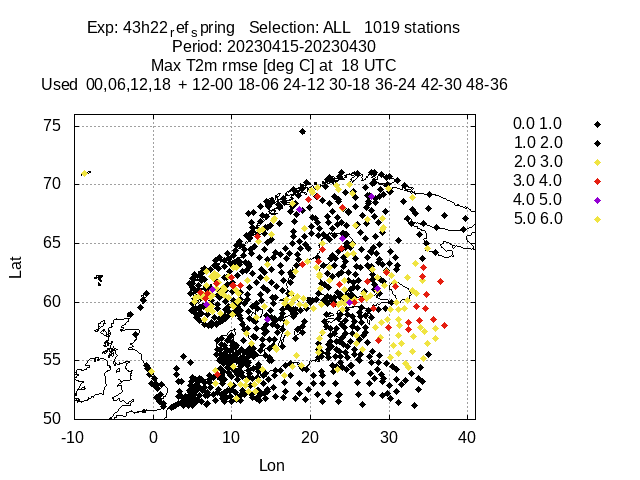 Exp: 43h22refspring   Selection: ALL   1019 stations
Period: 20230415-20230430
Max T2m rmse [deg C] at  18 UTC
Used  00,06,12,18  + 12-00 18-06 24-12 30-18 36-24 42-30 48-36
0.0 1.0
1.0 2.0
2.0 3.0
3.0 4.0
4.0 5.0
5.0 6.0
75
70
65
60
55
50
Lat
-10 0 10 20 30 40
Lon